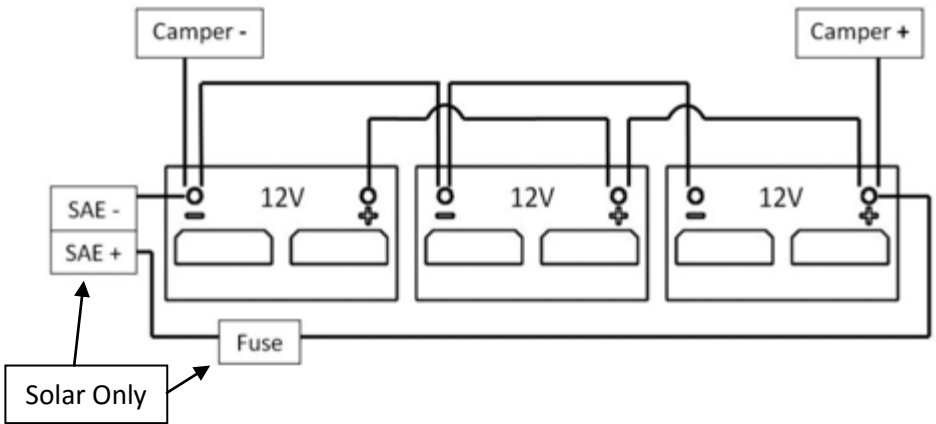 Camper -
Camper +
12V
12V
12V
- +
- +
- +
SAE -
SAE +
Fuse
Solar Only